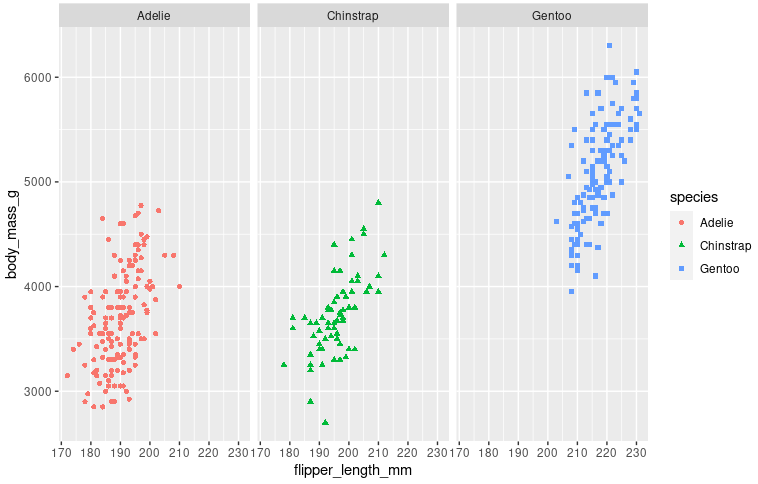 Adelie Chinstrap Gentoo
6000
5000
4000
3000
body_mass_g
170 180 190 200 210 220 230 170 180 190 200 210 220 230 170 180 190 200 210 220 230
flipper_length_mm
species
Adelie
Chinstrap
Gentoo